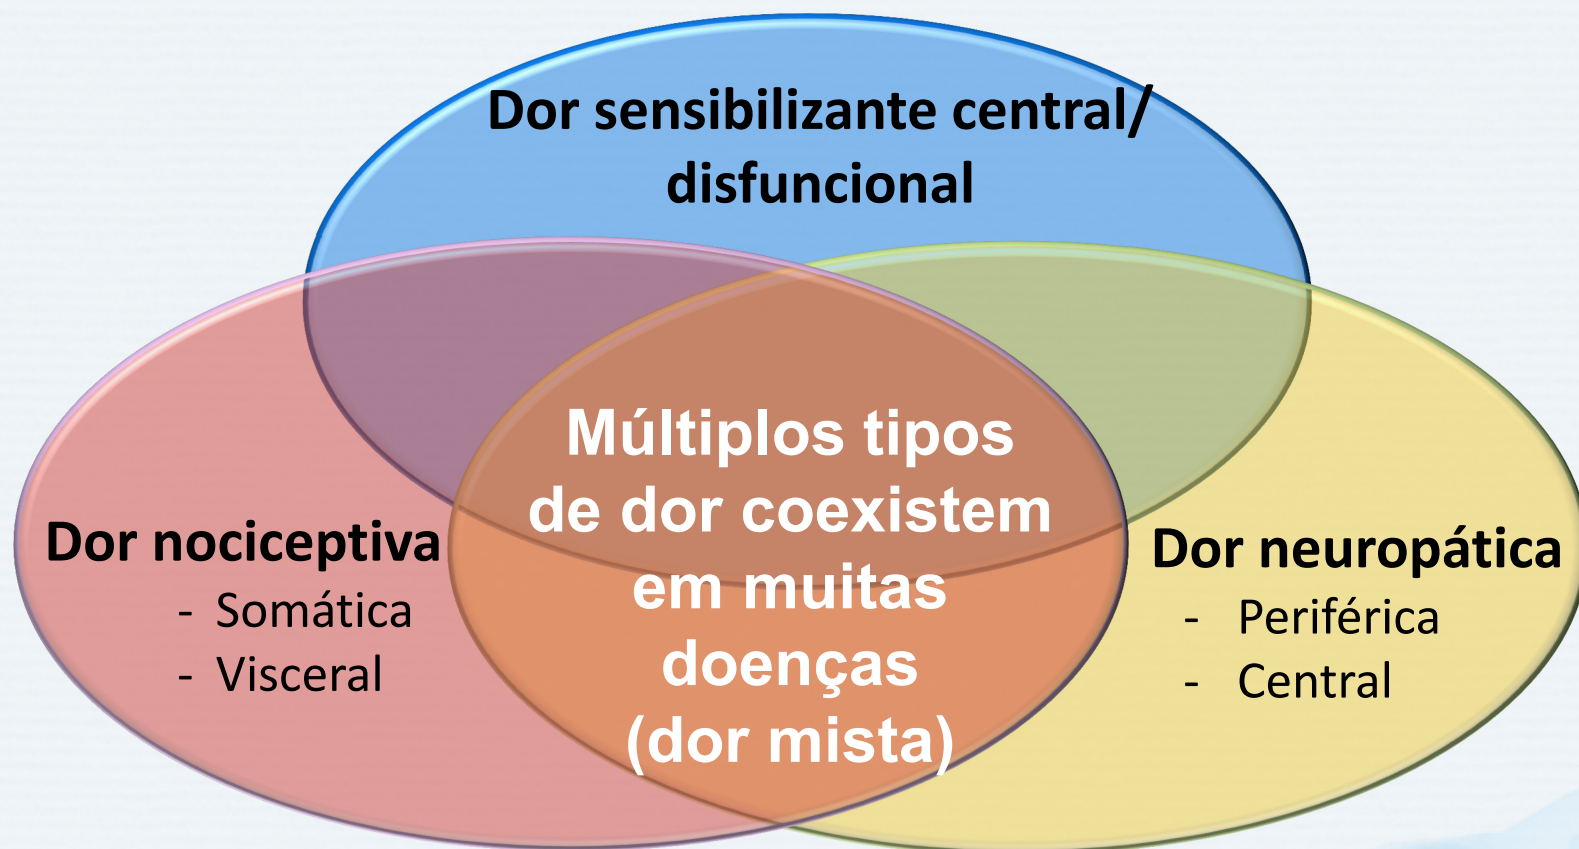 Dor sensibilizante central/
disfuncional
Dor nociceptiva
- Somática
- Visceral
Múltiplos tipos
de dor coexistem
em muitas
doenças
(dor mista)
Dor neuropática
- Periférica
- Central